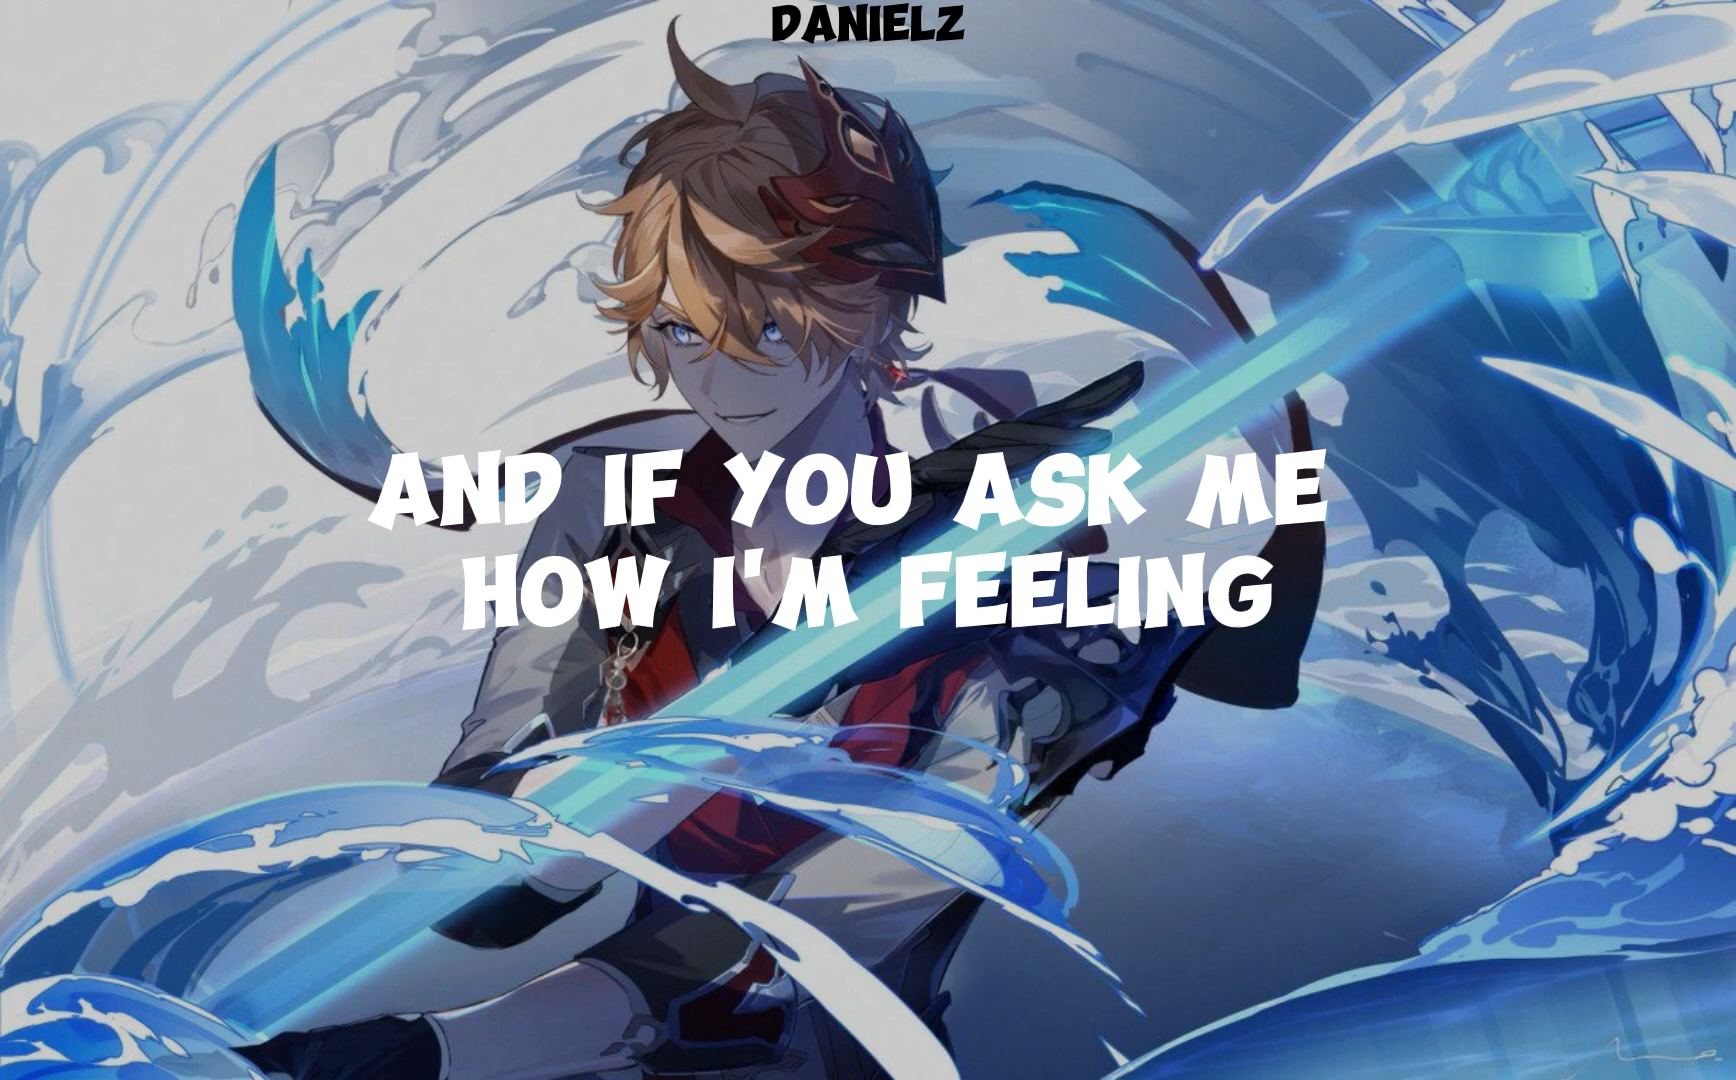 DANIELZ
AND IF YOU ASK ME
HOW I'M FEELING